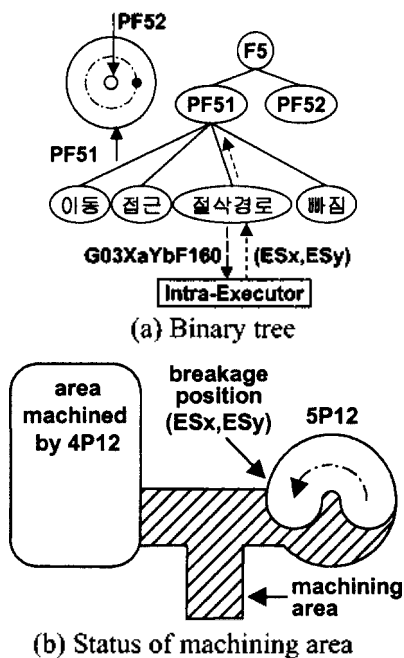 PF52
F5
PF51
PF52
PF51
이동
접근
절삭경로
빠짐
G03XaYbF160
(ESx,ESy)
Intra-Executor
(a) Binary tree
area
machined
by 4P12
breakage
position
(ESx,ESy)
5P12
machining
area
(b) Status of machining area